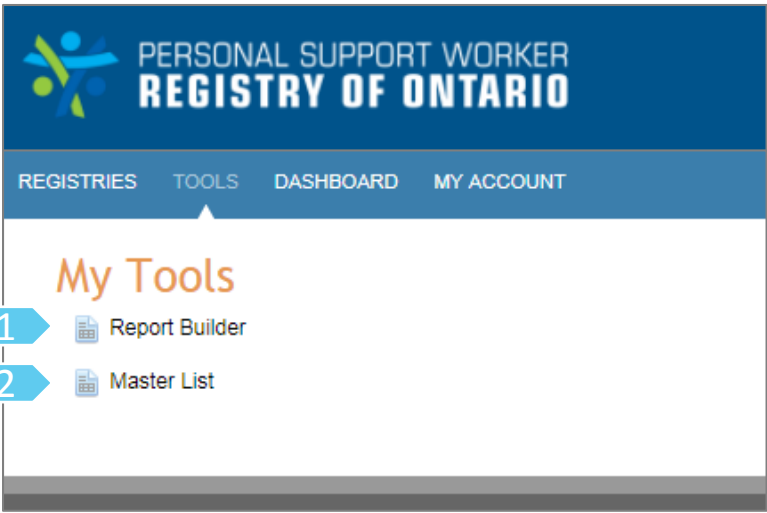 PERSONAL SUPPORT WORKER
REGISTRY OF ONTARIO
REGISTRIES TOOLS DASHBOARD MY ACCOUNT
My Tools
1 Report Builder
2 Master List